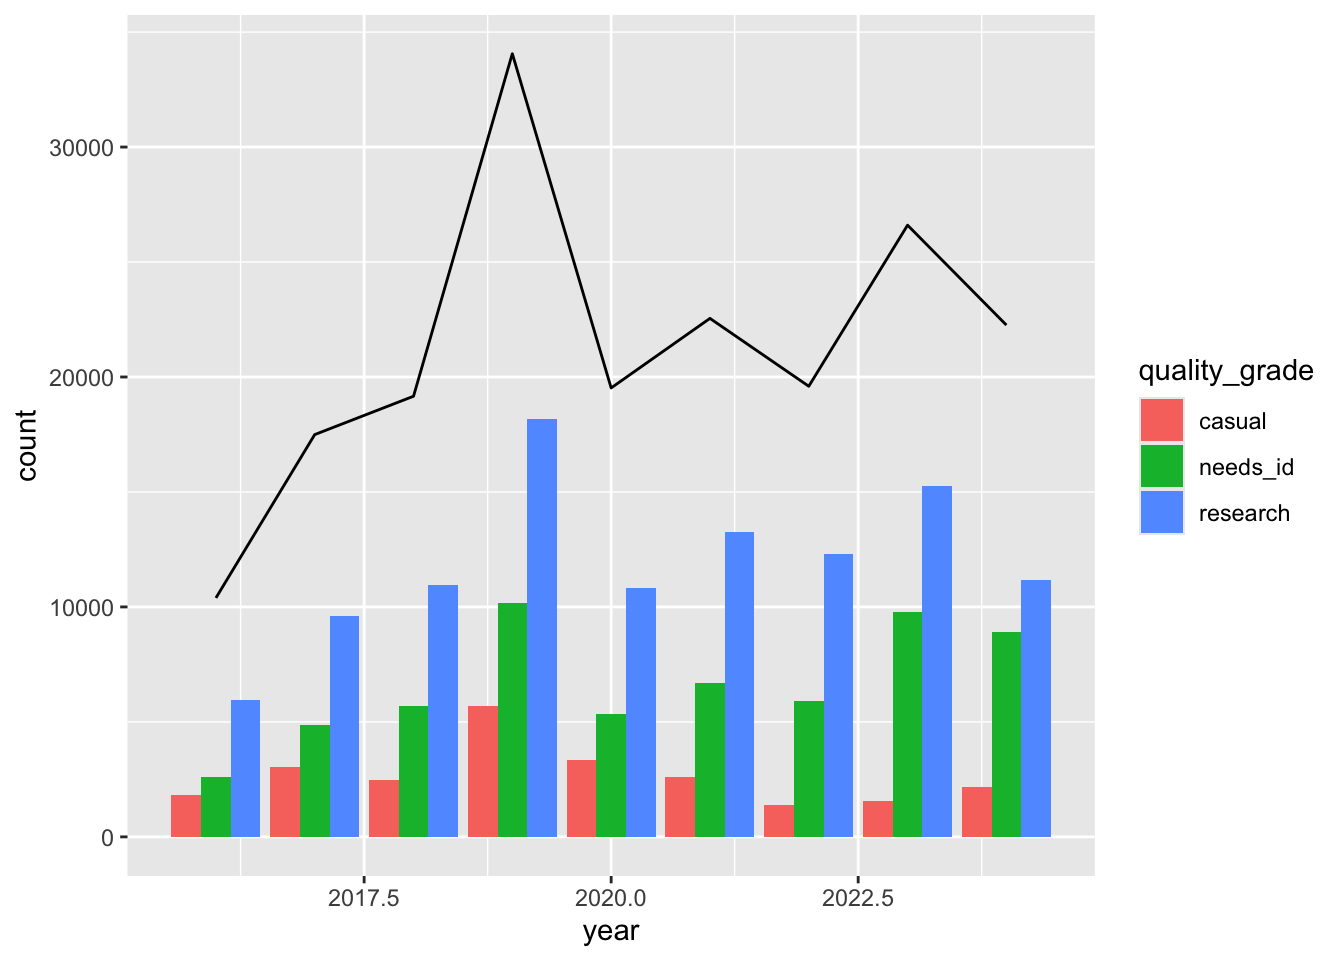 30000
20000
10000
0
count
2017.5
2020.0
2022.5
year
quality_grade
casual
needs_id
research